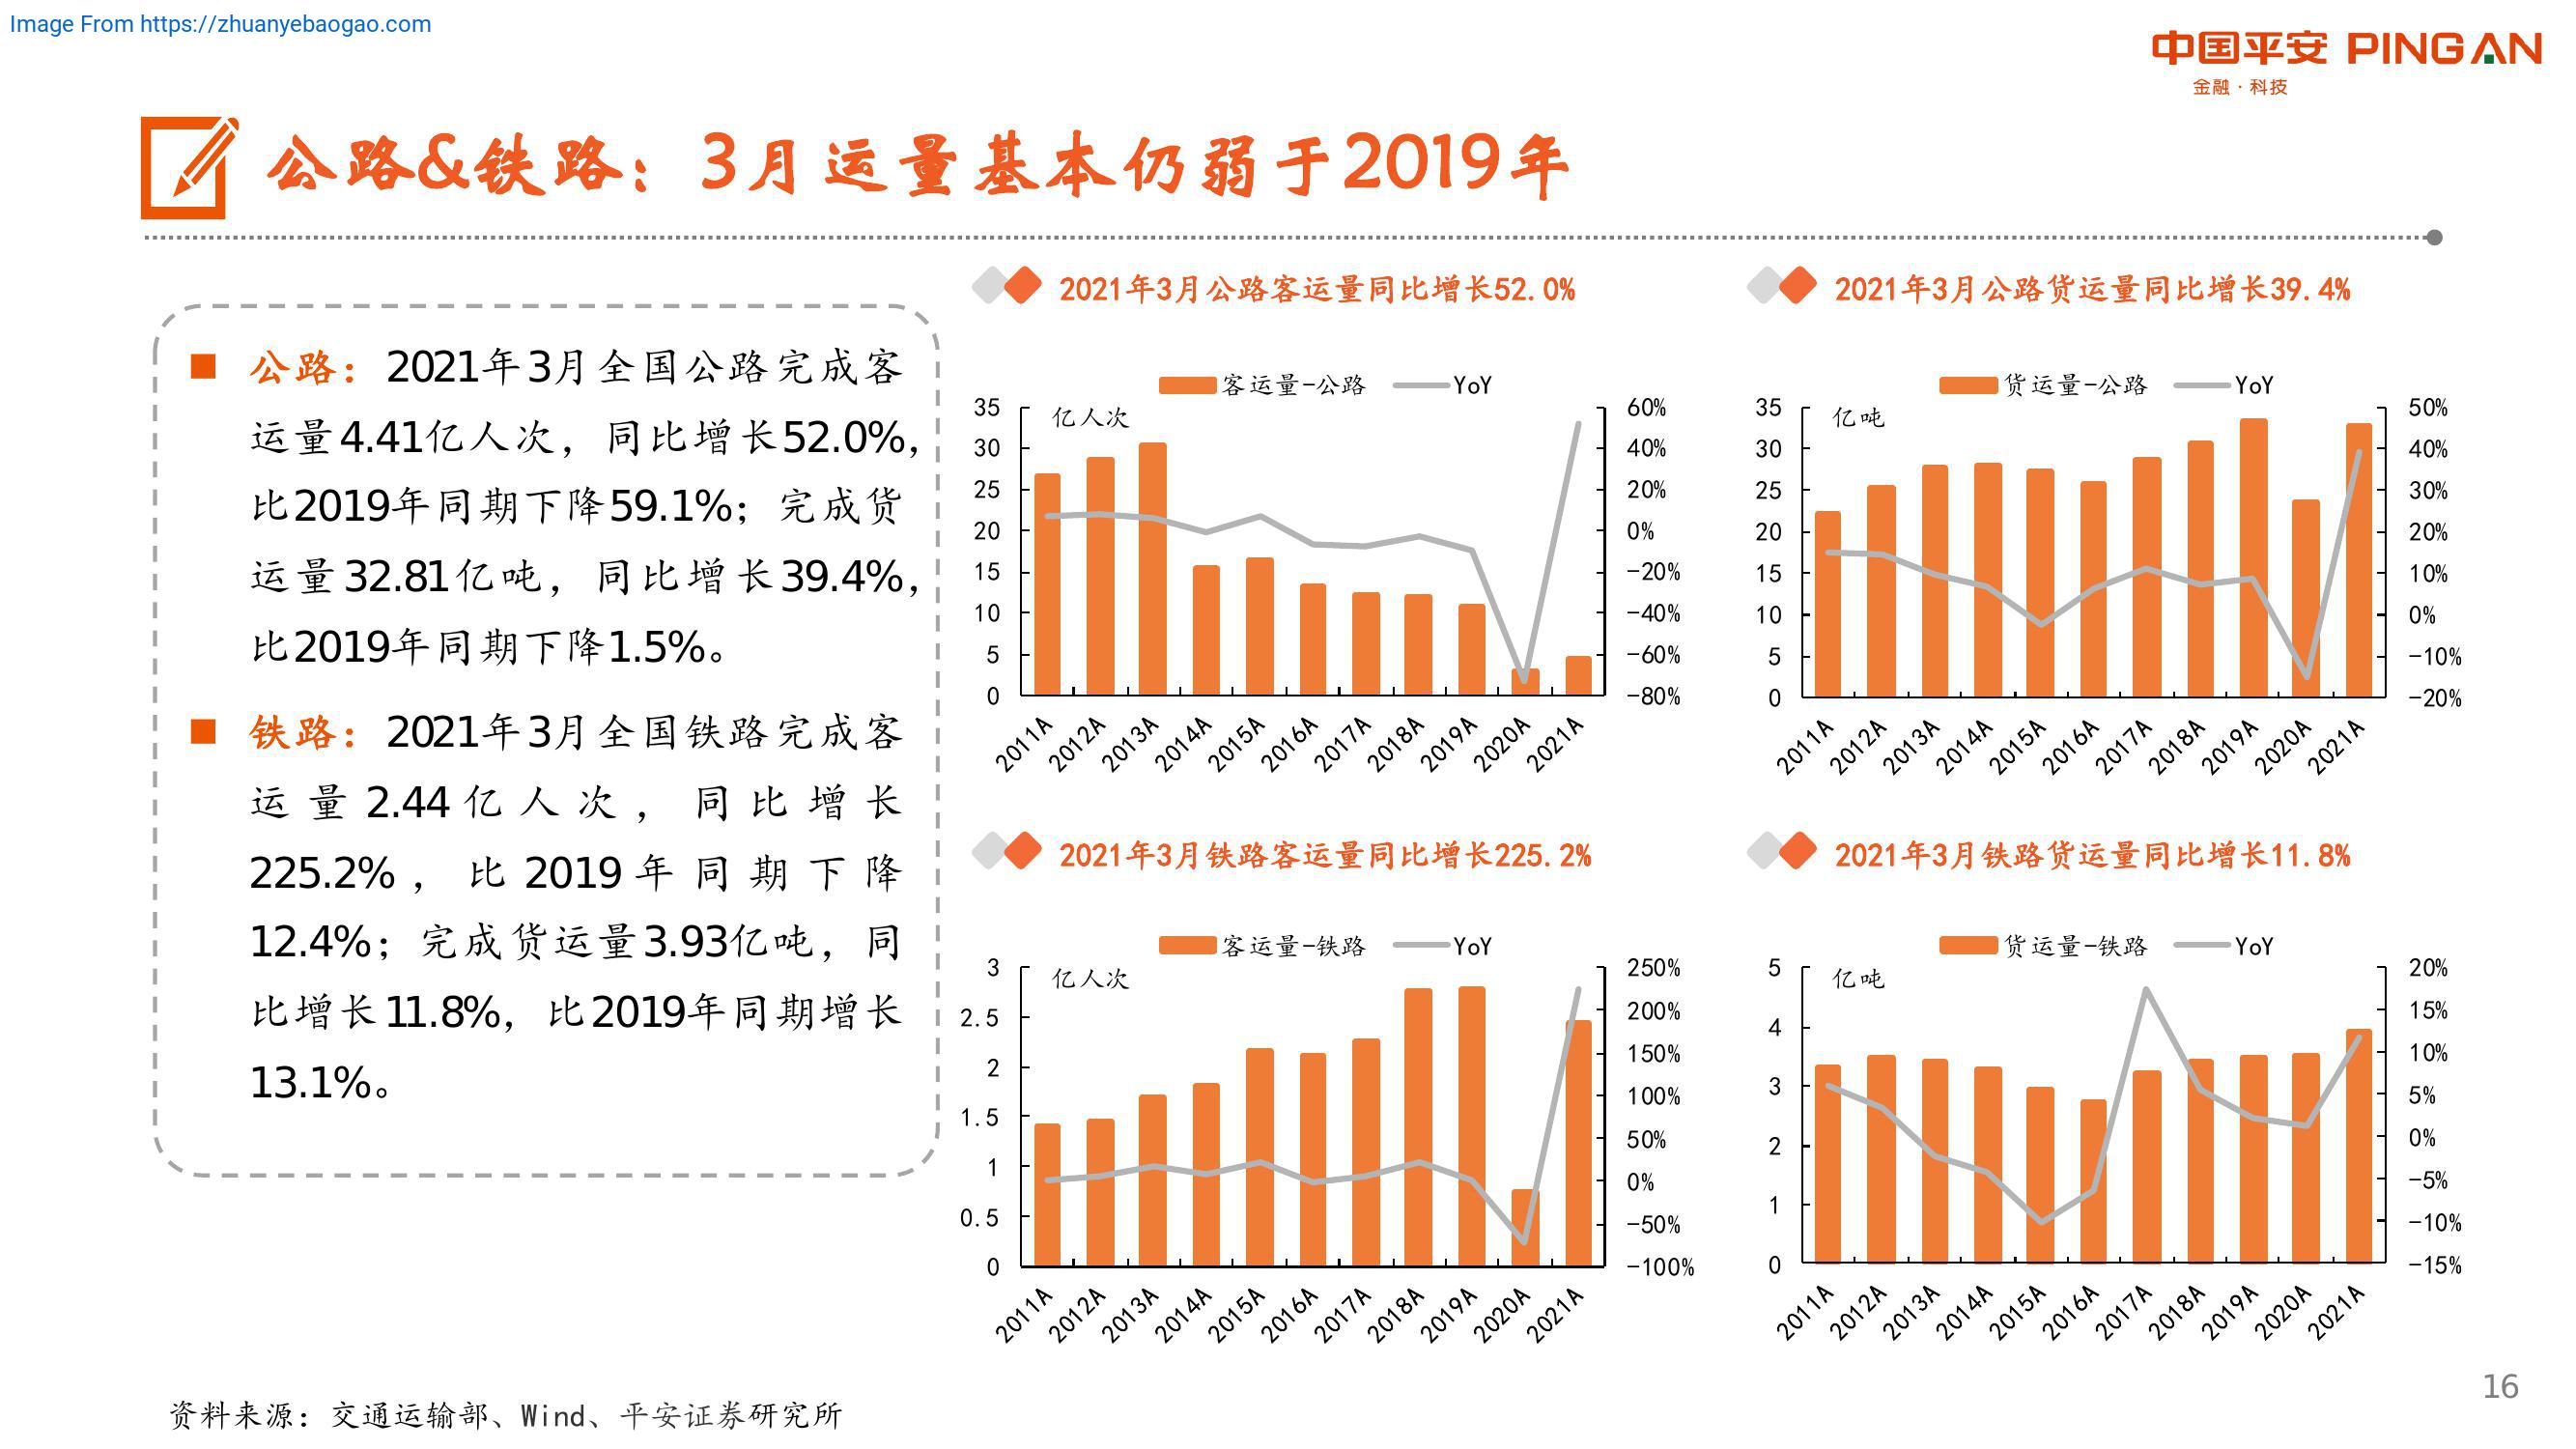 Image From https://zhuanyebaogao.com
中国平安 PINGAN
金融·科技
公路&铁路：3月运量基本仍弱于2019年
公路：2021年3月全国公路完成客
运量4.41亿人次，同比增长52.0%，
比2019年同期下降59.1%；完成货
运量32.81亿吨，同比增长39.4%，
比2019年同期下降1.5%。
铁路：2021年3月全国铁路完成客
运量2.44亿人次，同比增长
225.2%，比2019年同期下降
12.4%；完成货运量3.93亿吨，同
比增长11.8%，比2019年同期增长
13.1%。
2021年3月公路客运量同比增长52.0%
客运量-公路 YoY
亿人次
35
30
25
20
15
10
5
0
60%
40%
20%
0%
-20%
-40%
-60%
-80%
2011A 2012A 2013A 2014A 2015A 2016A 2017A 2018A 2019A 2020A 2021A
2021年3月公路货运量同比增长39.4%
货运量-公路 YoY
亿吨
35
30
25
20
15
10
5
0
50%
40%
30%
20%
10%
0%
-10%
-20%
2011A 2012A 2013A 2014A 2015A 2016A 2017A 2018A 2019A 2020A 2021A
2021年3月铁路客运量同比增长225.2%
客运量-铁路 YoY
亿人次
3
2.5
2
1.5
1
0.5
0
250%
200%
150%
100%
50%
0%
-50%
-100%
2011A 2012A 2013A 2014A 2015A 2016A 2017A 2018A 2019A 2020A 2021A
2021年3月铁路货运量同比增长11.8%
货运量-铁路 YoY
亿吨
5
4
3
2
1
0
20%
15%
10%
5%
0%
-5%
-10%
-15%
2011A 2012A 2013A 2014A 2015A 2016A 2017A 2018A 2019A 2020A 2021A
资料来源：交通运输部、Wind、平安证券研究所
16